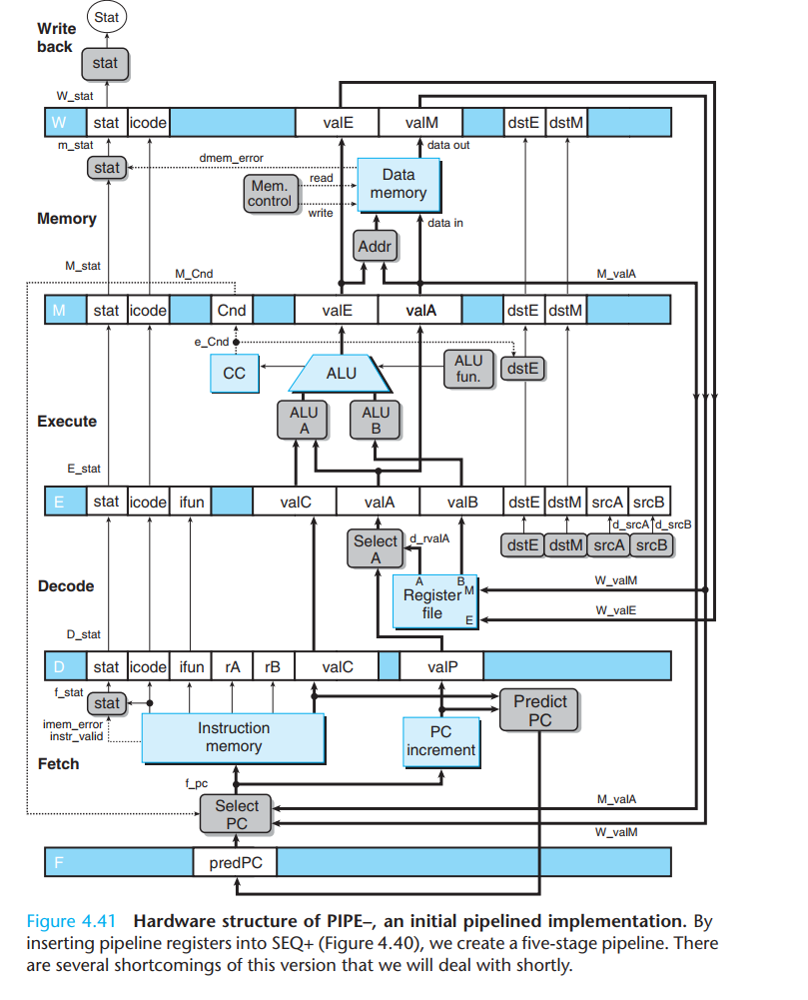 Stat
Write
back
stat
W_stat
W stat icode valE valM dstE dstM
m_stat
data out
stat
dmem_error
read
Mem.
control
write
Data
memory
data in
Memory
Addr
M_stat
M_Cnd
M_valA
M stat icode Cnd valE valA dstE dstM
e_Cnd
CC
ALU
ALU
fun.
dstE
Execute
ALU
A
ALU
B
E_stat
E stat icode ifun valC valA valB dstE dstM srcA srcB
d_srcA d_srcB
Select
A
d_rvalA
dstE dstM srcA srcB
A B
M
Register
file
E
W_valM
Decode
W_valE
D_stat
D stat icode ifun rA rB valC valP
f_stat
stat
imem_error
instr_valid
Instruction
memory
PC
increment
Predict
PC
Fetch
f_pc
M_valA
Select
PC
W_valM
F predPC
Figure 4.41 Hardware structure of PIPE–, an initial pipelined implementation. By
inserting pipeline registers into SEQ+ (Figure 4.40), we create a five-stage pipeline. There
are several shortcomings of this version that we will deal with shortly.